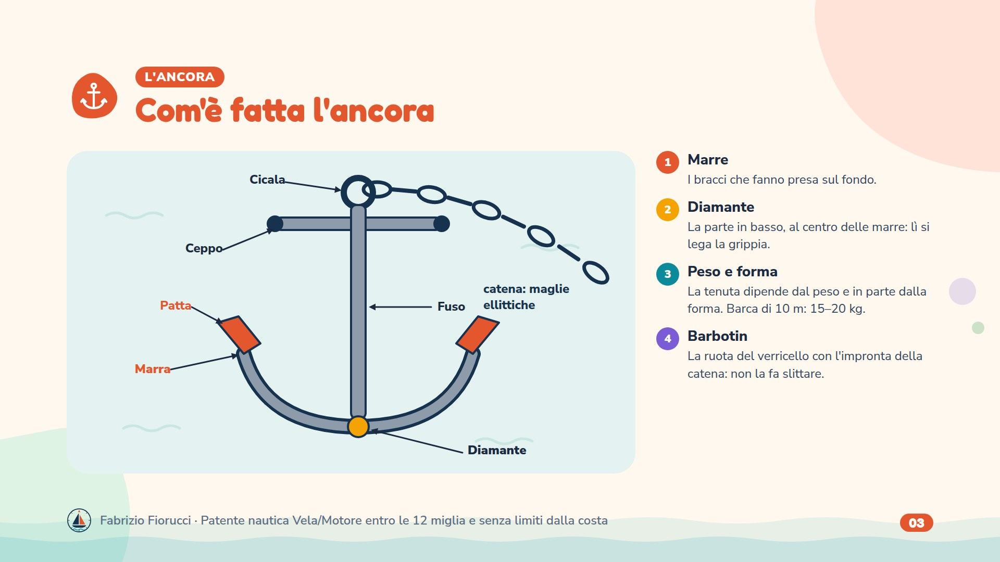 L'ANCORA
Com'è fatta l'ancora
Cicala
Ceppo
Patta
Marra
Fuso
catena: maglie
ellittiche
Diamante
1
Marre
I bracci che fanno presa sul fondo.
2
Diamante
La parte in basso, al centro delle marre: lì si
lega la grippia.
3
Peso e forma
La tenuta dipende dal peso e in parte dalla
forma. Barca di 10 m: 15–20 kg.
4
Barbotin
La ruota del verricello con l'impronta della
catena: non la fa slittare.
Fabrizio Fiorucci · Patente nautica Vela/Motore entro le 12 miglia e senza limiti dalla costa
03